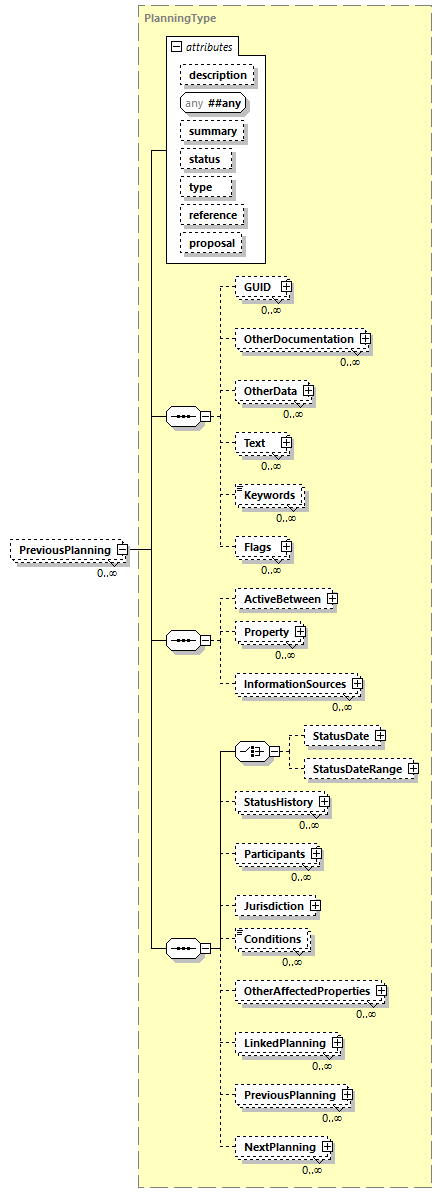 PlanningType
attributes
description
any ##any
summary
status
type
reference
proposal
GUID
0..∞
OtherDocumentation
0..∞
OtherData
0..∞
Text
0..∞
Keywords
0..∞
Flags
0..∞
PreviousPlanning
0..∞
ActiveBetween
Property
0..∞
InformationSources
0..∞
StatusDate
StatusDateRange
StatusHistory
0..∞
Participants
0..∞
Jurisdiction
Conditions
0..∞
OtherAffectedProperties
0..∞
LinkedPlanning
0..∞
PreviousPlanning
0..∞
NextPlanning
0..∞